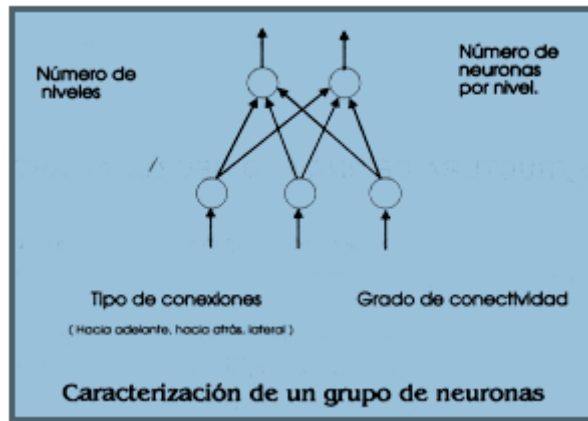 Número de
niveles
Número de
neuronas
por nivel.
Tipo de conexiones
( Hacia adelante, hacia atrás, lateral )
Grado de conectividad
Caracterización de un grupo de neuronas